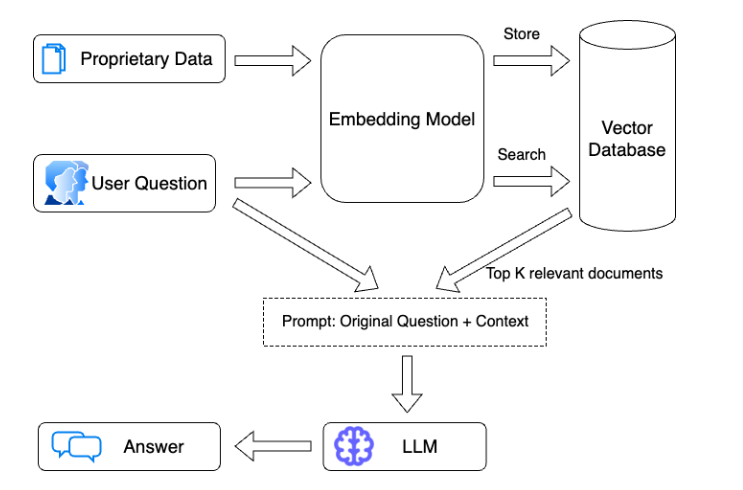 Proprietary Data
Store
Embedding Model
Vector
Database
Search
User Question
Top K relevant documents
Prompt: Original Question + Context
Answer
LLM